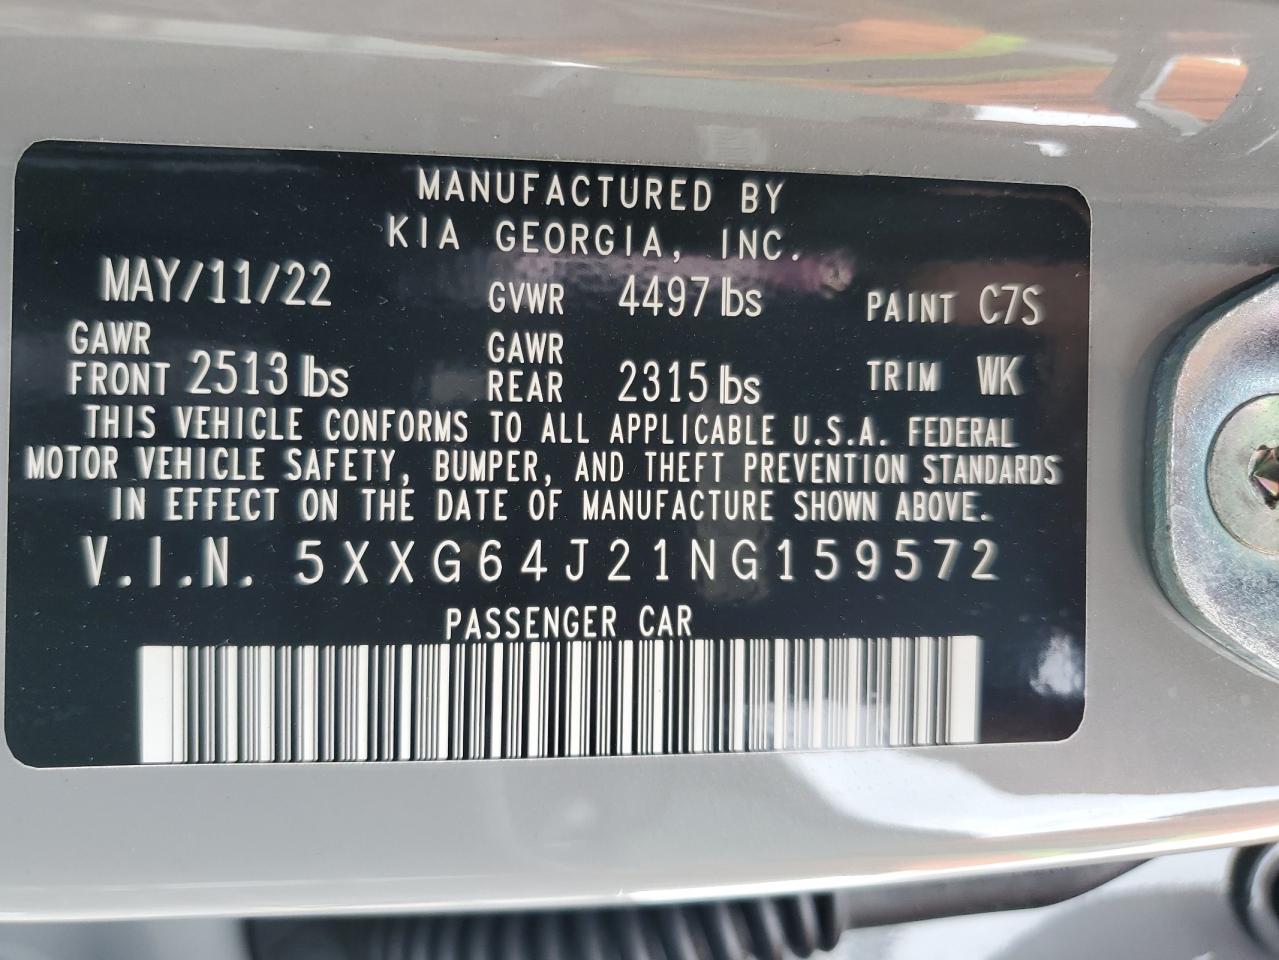 MANUFACTURED BY
KIA GEORGIA, INC.
MAY/11/22 GVWR 4497 lbs PAINT C7S
GAWR FRONT 2513 lbs GAWR REAR 2315 lbs TRIM WK
THIS VEHICLE CONFORMS TO ALL APPLICABLE U.S.A. FEDERAL
MOTOR VEHICLE SAFETY, BUMPER, AND THEFT PREVENTION STANDARDS
IN EFFECT ON THE DATE OF MANUFACTURE SHOWN ABOVE.
V.I.N. 5XXG64J21NG159572
PASSENGER CAR